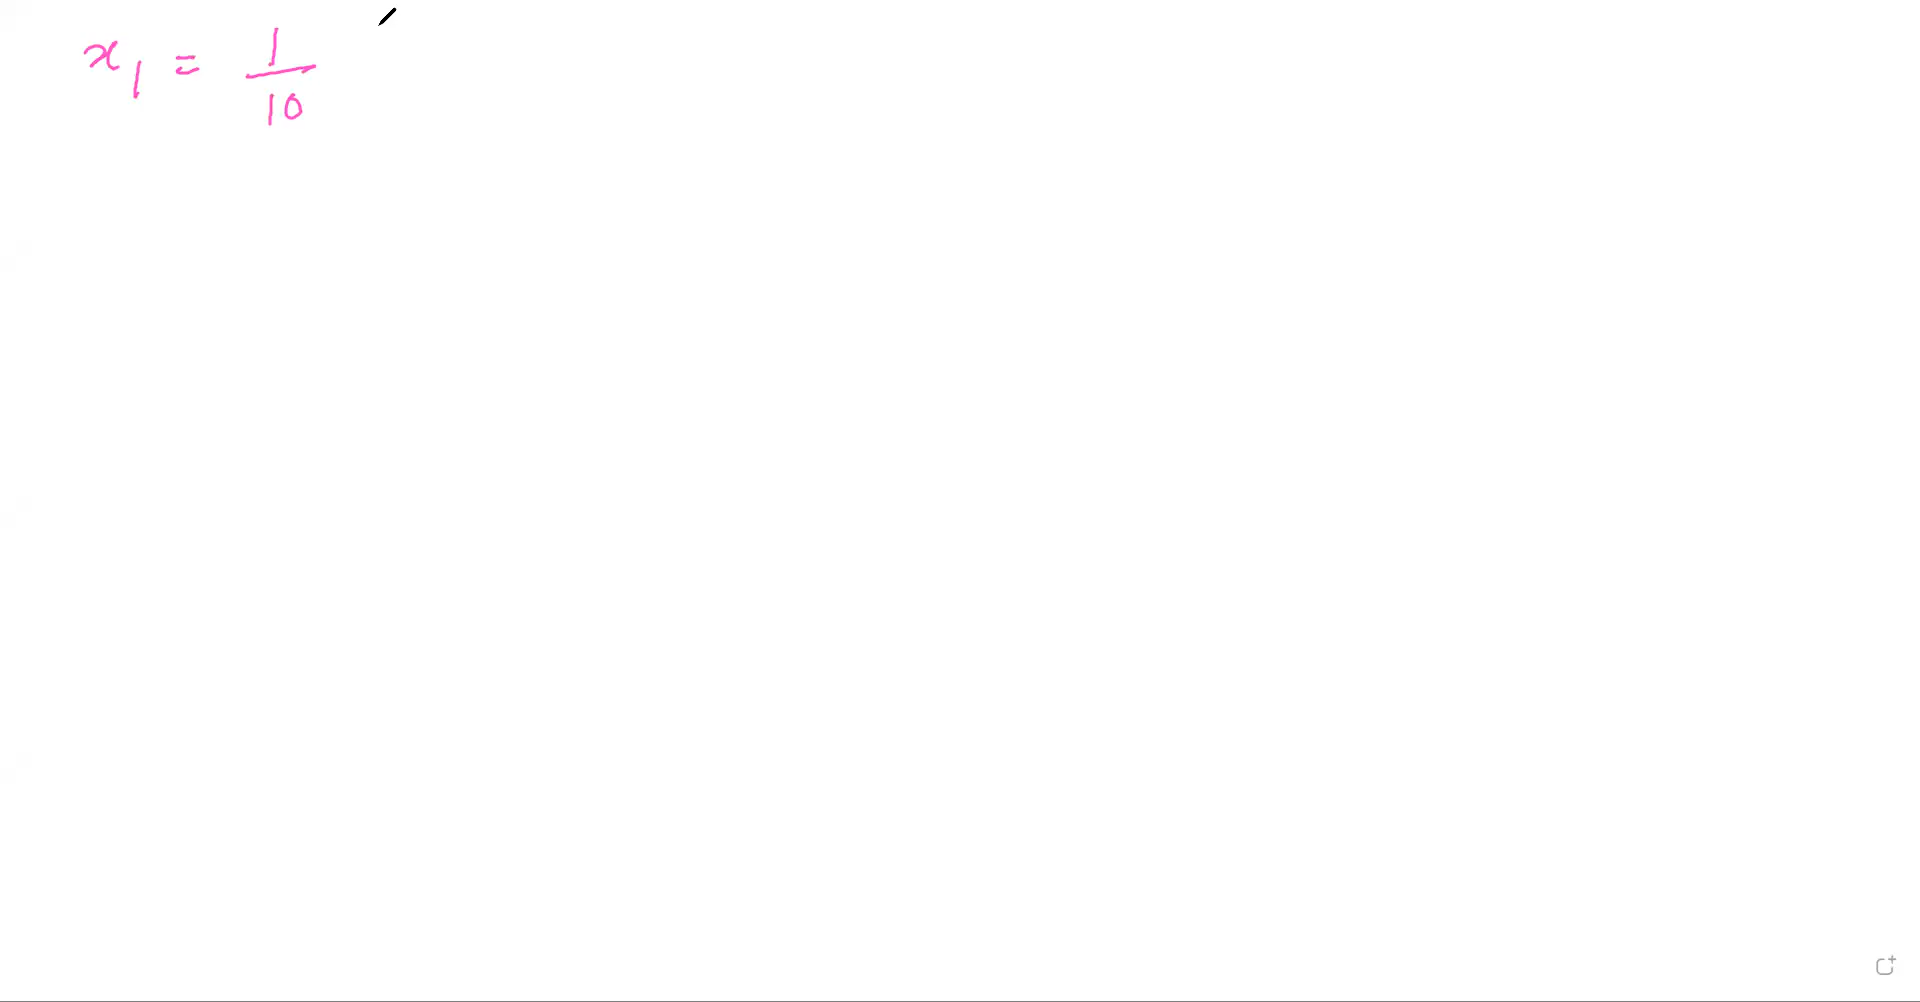 x₁ = 1/10